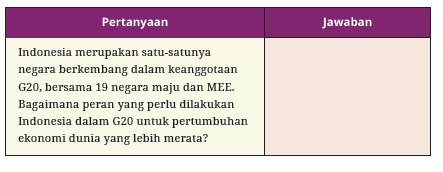 Pertanyaan Jawaban
Indonesia merupakan satu-satunya
negara berkembang dalam keanggotaan
G20, bersama 19 negara maju dan MEE.
Bagaimana peran yang perlu dilakukan
Indonesia dalam G20 untuk pertumbuhan
ekonomi dunia yang lebih merata?